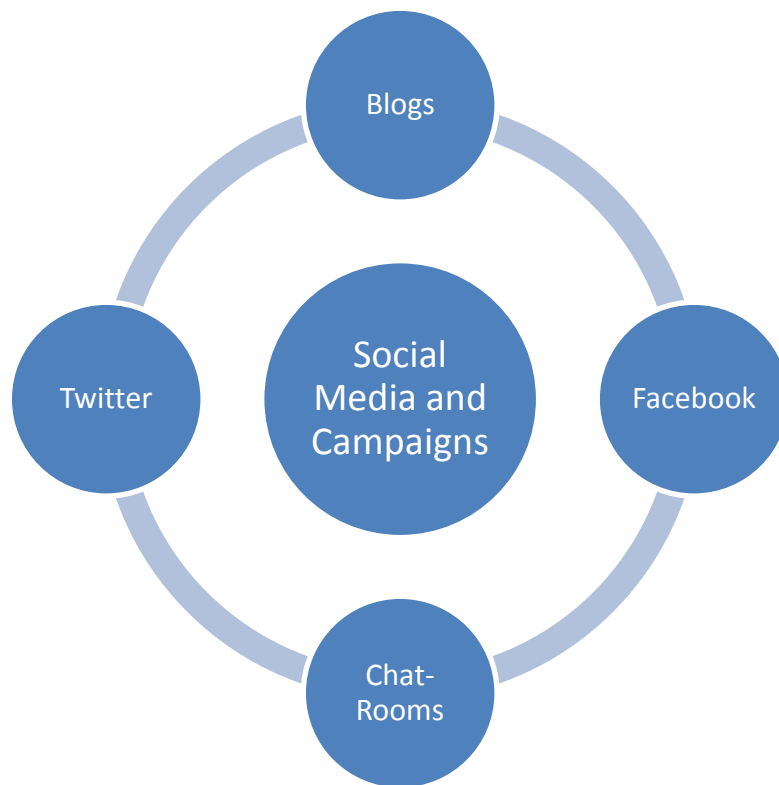 Blogs
Twitter
Social
Media and
Campaigns
Facebook
Chat-
Rooms